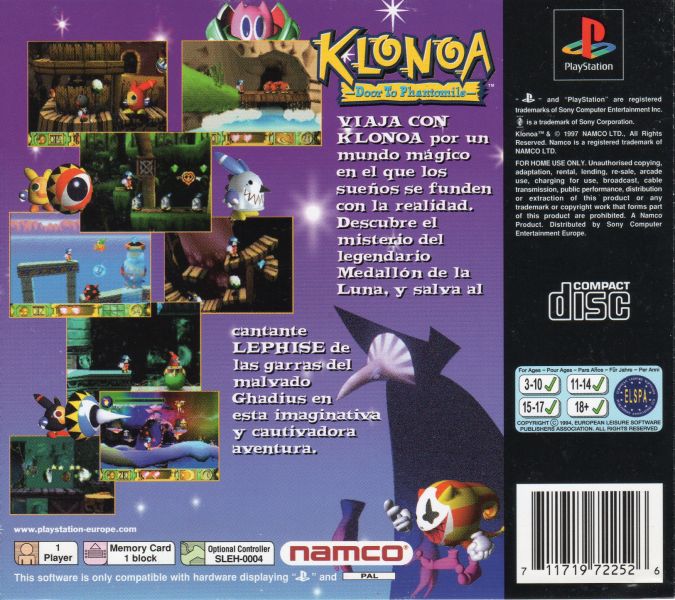 KLONOA
Door To Phantomile™
VIAJA CON
KLONOA por un
mundo mágico
en el que los
sueños se funden
con la realidad.
Descubre el
misterio del
legendario
Medallón de la
Luna, y salva al
cantante
LEPHISE de
las garras del
malvado
Ghadius en
esta imaginativa
y cautivadora
aventura.
www.playstation-europe.com
1
Player
Memory Card
1 block
Optional Controller
SLEH-0004
namco®
This software is only compatible with hardware displaying " " and PAL
PlayStation
" " and "PlayStation" are registered
trademarks of Sony Computer Entertainment Inc.
is a trademark of Sony Corporation.
Klonoa™ & © 1997 NAMCO LTD., All Rights
Reserved. Namco is a registered trademark of
NAMCO LTD.
FOR HOME USE ONLY. Unauthorised copying,
adaptation, rental, lending, re-sale, arcade
use, charging for use, broadcast, cable
transmission, public performance, distribution
or extraction of this product or any
trademark or copyright work that forms part
of this product are prohibited. A Namco
Product. Distributed by Sony Computer
Entertainment Europe.
COMPACT
disc
For Ages – Pour Ages – Para Años – Für Jahre – Per Anni
3-10 11-14
15-17 18+
ELSPA
COPYRIGHT © 1994, EUROPEAN LEISURE SOFTWARE
PUBLISHERS ASSOCIATION. ALL RIGHTS RESERVED
7 11719 72252 6